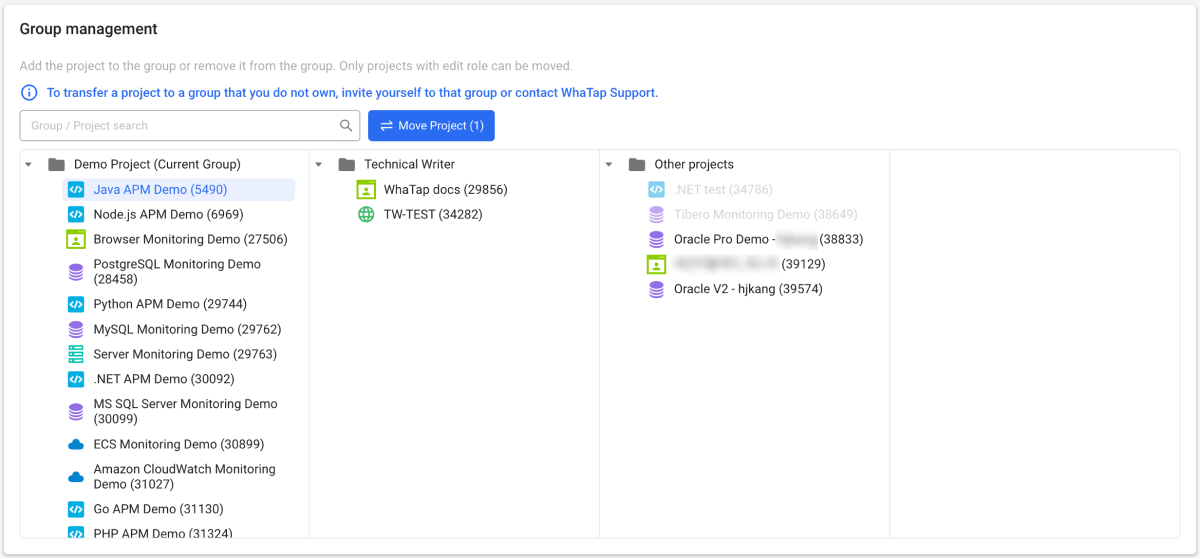 Group management
Add the project to the group or remove it from the group. Only projects with edit role can be moved.
To transfer a project to a group that you do not own, invite yourself to that group or contact WhaTap Support.
Group / Project search
Move Project (1)
Demo Project (Current Group)
Java APM Demo (5490)
Node.js APM Demo (6969)
Browser Monitoring Demo (27506)
PostgreSQL Monitoring Demo
(28458)
Python APM Demo (29744)
MySQL Monitoring Demo (29762)
Server Monitoring Demo (29763)
.NET APM Demo (30092)
MS SQL Server Monitoring Demo
(30099)
ECS Monitoring Demo (30899)
Amazon CloudWatch Monitoring
Demo (31027)
Go APM Demo (31130)
PHP APM Demo (31324)
Technical Writer
WhaTap docs (29856)
TW-TEST (34282)
Other projects
.NET test (34786)
Tibero Monitoring Demo (38649)
Oracle Pro Demo - (38833)
(39129)
Oracle V2 - hjkang (39574)